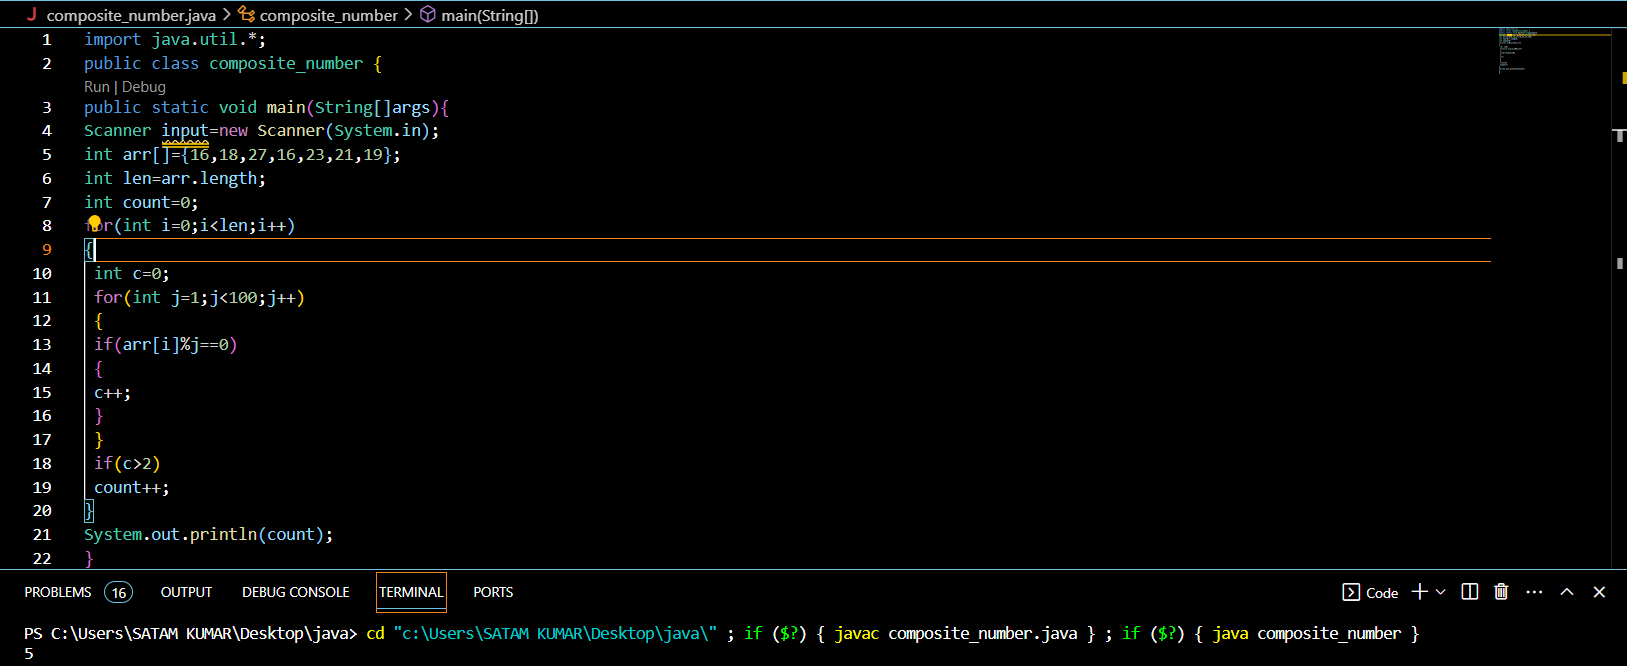 composite_number.java > composite_number > main(String[])
1 import java.util.*;
2 public class composite_number {
Run | Debug
3 public static void main(String[]args){
4 Scanner input=new Scanner(System.in);
5 int arr[]={16,18,27,16,23,21,19};
6 int len=arr.length;
7 int count=0;
8 for(int i=0;i<len;i++)
9 {
10 int c=0;
11 for(int j=1;j<100;j++)
12 {
13 if(arr[i]%j==0)
14 {
15 c++;
16 }
17 }
18 if(c>2)
19 count++;
20 }
21 System.out.println(count);
22 }
PROBLEMS 16 OUTPUT DEBUG CONSOLE TERMINAL PORTS Code
PS C:\Users\SATAM KUMAR\Desktop\java> cd "c:\Users\SATAM KUMAR\Desktop\java\" ; if ($?) { javac composite_number.java } ; if ($?) { java composite_number }
5